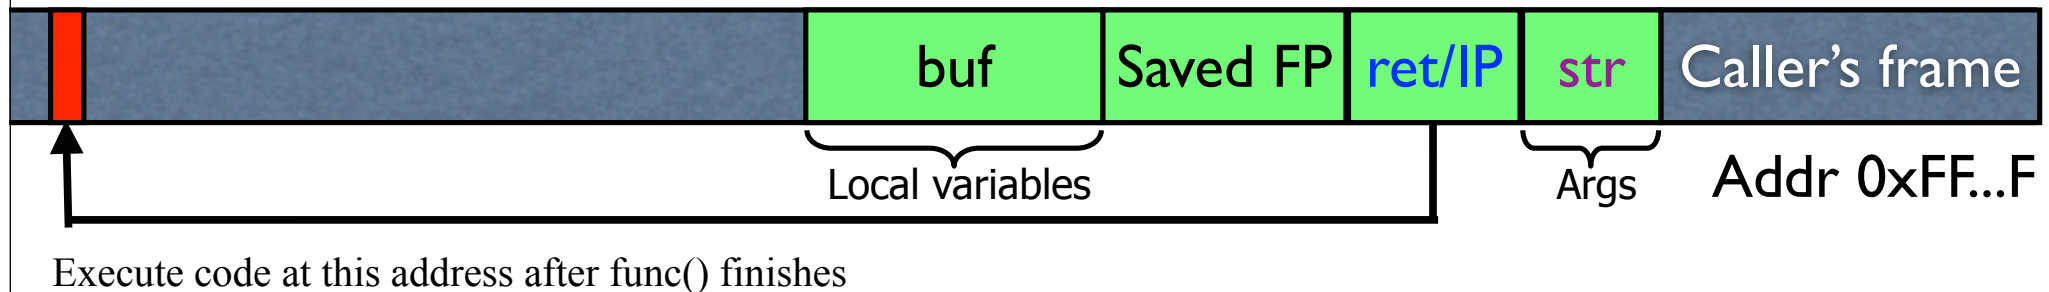 buf Saved FP ret/IP str Caller's frame
Local variables Args Addr 0xFF...F
Execute code at this address after func() finishes